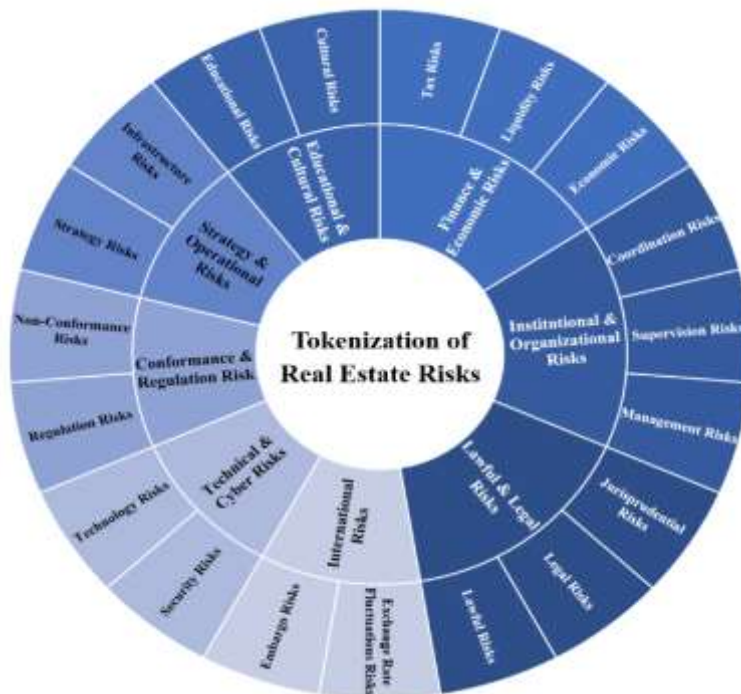 Tokenization of
Real Estate Risks
Finance &
Economic Risks
Tax Risks
Liquidity Risks
Economic Risks
Institutional &
Organizational
Risks
Coordination Risks
Supervision Risks
Management Risks
Lawful & Legal
Risks
Jurisprudential
Risks
Legal Risks
Lawful Risks
International
Risks
Exchange Rate
Fluctuations Risks
Embargo Risks
Technical &
Cyber Risks
Security Risks
Technology Risks
Conformance &
Regulation Risk
Regulation Risks
Non-Conformance
Risks
Strategy &
Operational
Risks
Strategy Risks
Infrastructure
Risks
Educational &
Cultural Risks
Educational Risks
Cultural Risks